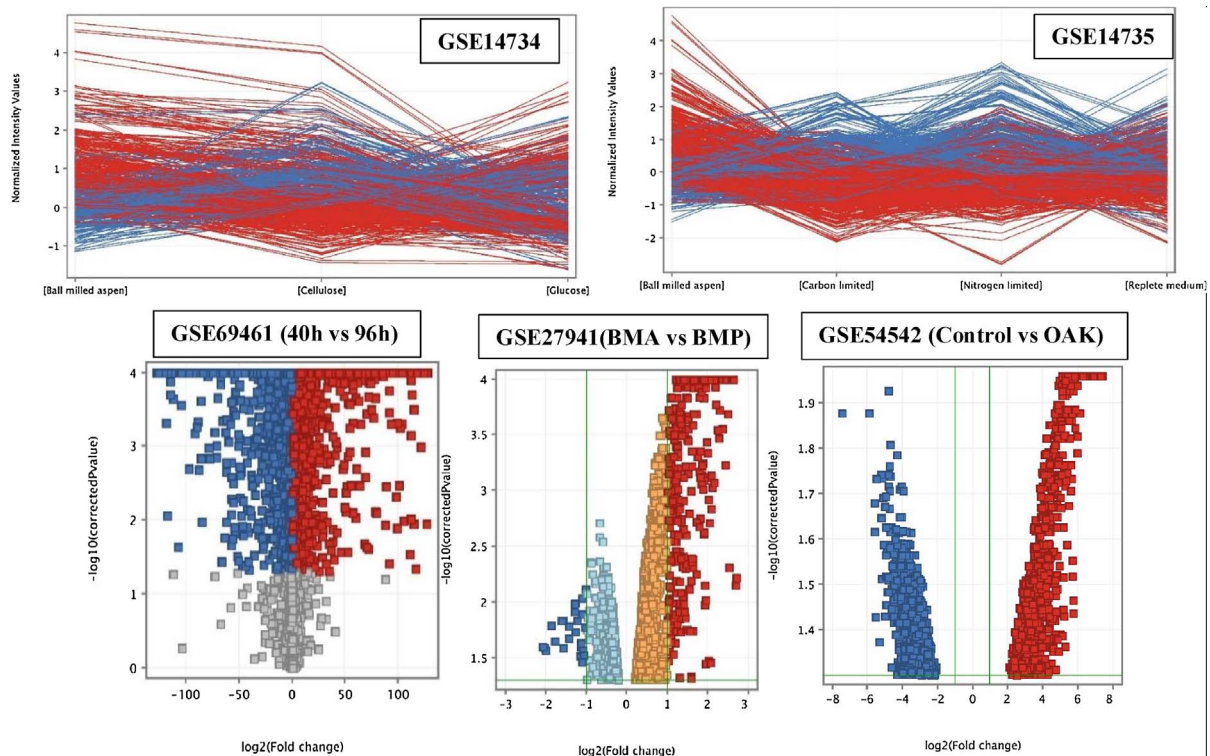 GSE14734
Normalized Intensity Values
4
3
2
1
0
-1
[Ball milled aspen]
[Cellulose]
[Glucose]
GSE14735
Normalized Intensity Values
4
3
2
1
0
-1
-2
[Ball milled aspen]
[Carbon limited]
[Nitrogen limited]
[Replete medium]
GSE69461 (40h vs 96h)
-log10(correctedPvalue)
4
3
2
1
0
-100
-50
0
50
100
log2(Fold change)
GSE27941(BMA vs BMP)
-log10(correctedPvalue)
4
3.5
3
2.5
2
1.5
-3
-2
-1
0
1
2
3
log2(Fold change)
GSE54542 (Control vs OAK)
-log10(correctedPvalue)
1.9
1.8
1.7
1.6
1.5
1.4
-8
-6
-4
-2
0
2
4
6
8
log2(Fold change)